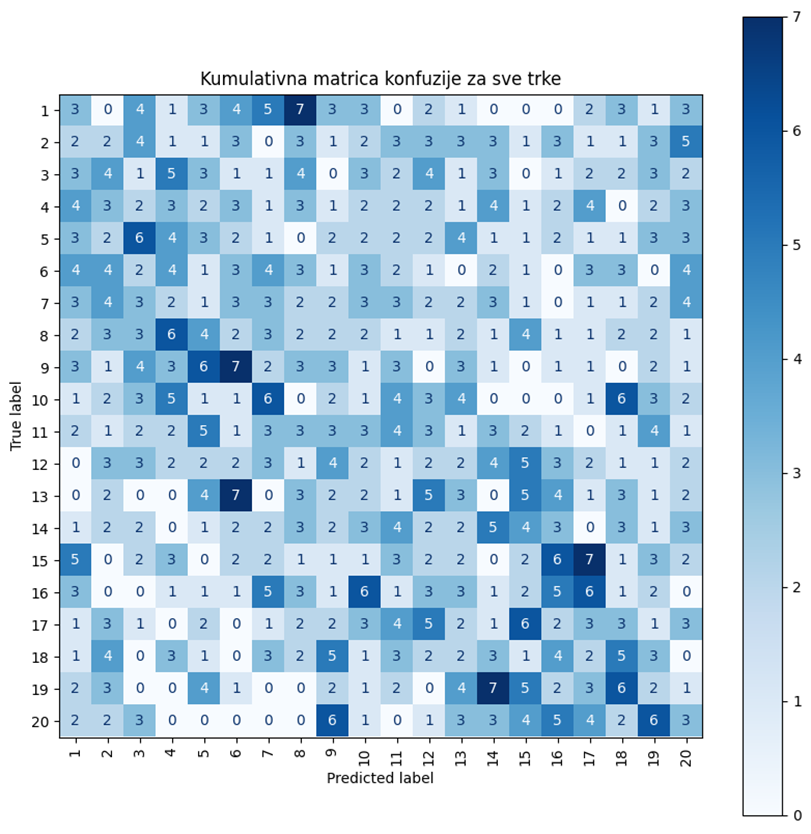 Kumulativna matrica konfuzije za sve trke
1 3 0 4 1 3 4 5 7 3 3 0 2 1 0 0 0 2 3 1 3
2 2 2 4 1 1 3 0 3 1 2 3 3 3 3 1 3 1 1 3 5
3 3 4 1 5 3 1 1 4 0 3 2 4 1 3 0 1 2 2 3 2
4 4 3 2 3 2 3 1 3 1 2 2 2 1 4 1 2 4 0 2 3
5 3 2 6 4 3 2 1 0 2 2 2 2 4 1 1 2 1 1 3 3
6 4 4 2 4 1 3 4 3 1 3 2 1 0 2 1 0 3 3 0 4
7 3 4 3 2 1 3 3 2 2 3 3 2 2 3 1 0 1 1 2 4
8 2 3 3 6 4 2 3 2 2 2 1 1 2 1 4 1 1 2 2 1
9 3 1 4 3 6 7 2 3 3 1 3 0 3 1 0 1 1 0 2 1
10 1 2 3 5 1 1 6 0 2 1 4 3 4 0 0 0 1 6 3 2
11 2 1 2 2 5 1 3 3 3 3 4 3 1 3 2 1 0 1 4 1
12 0 3 3 2 2 2 3 1 4 2 1 2 2 4 5 3 2 1 1 2
13 0 2 0 0 4 7 0 3 2 2 1 5 3 0 5 4 1 3 1 2
14 1 2 2 0 1 2 2 3 2 3 4 2 2 5 4 3 0 3 1 3
15 5 0 2 3 0 2 2 1 1 1 3 2 2 0 2 6 7 1 3 2
16 3 0 0 1 1 1 5 3 1 6 1 3 3 1 2 5 6 1 2 0
17 1 3 1 0 2 0 1 2 2 3 4 5 2 1 6 2 3 3 1 3
18 1 4 0 3 1 0 3 2 5 1 3 2 2 3 1 4 2 5 3 0
19 2 3 0 0 4 1 0 0 2 1 2 0 4 7 5 2 3 6 2 1
20 2 2 3 0 0 0 0 0 6 1 0 1 3 3 4 5 4 2 6 3
1 2 3 4 5 6 7 8 9 10 11 12 13 14 15 16 17 18 19 20
Predicted label
True label
7
6
5
4
3
2
1
0